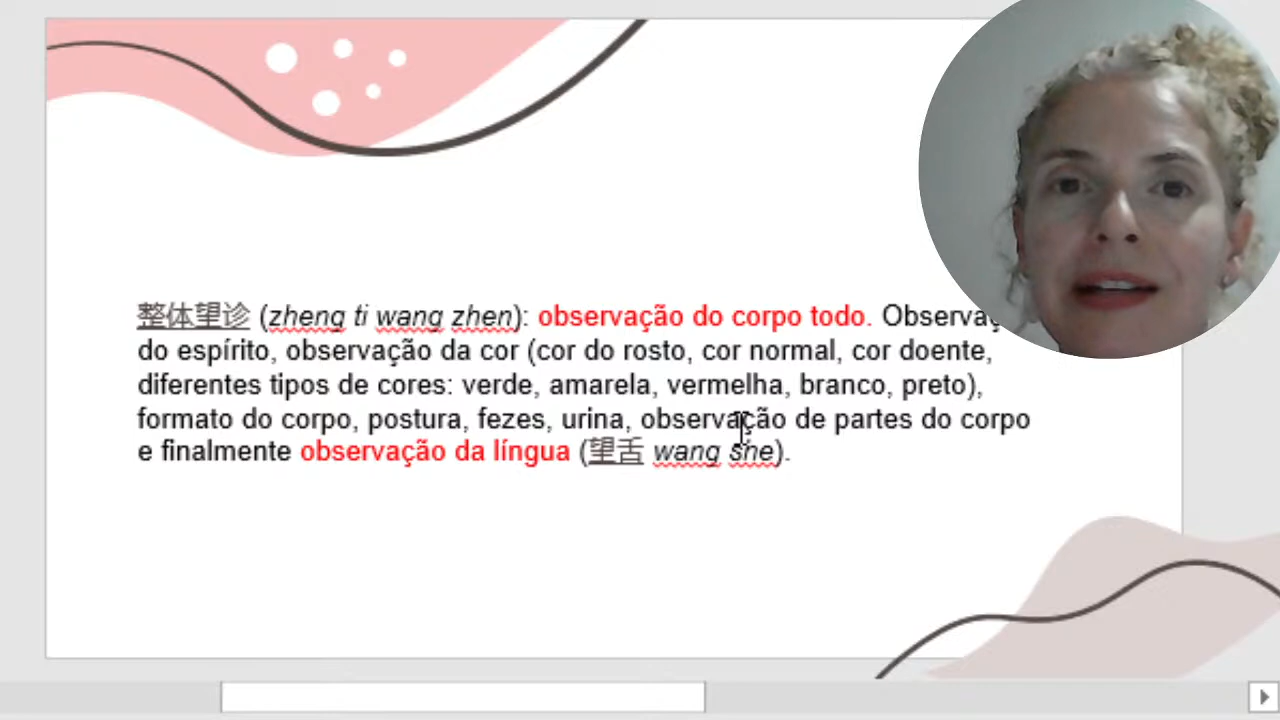 整体望诊 (zheng ti wang zhen): observação do corpo todo.
do espírito, observação da cor (cor do rosto, cor normal, cor doente,
diferentes tipos de cores: verde, amarela, vermelha, branco, preto),
formato do corpo, postura, fezes, urina, observação de partes do corpo
e finalmente observação da língua (望舌 wang she).